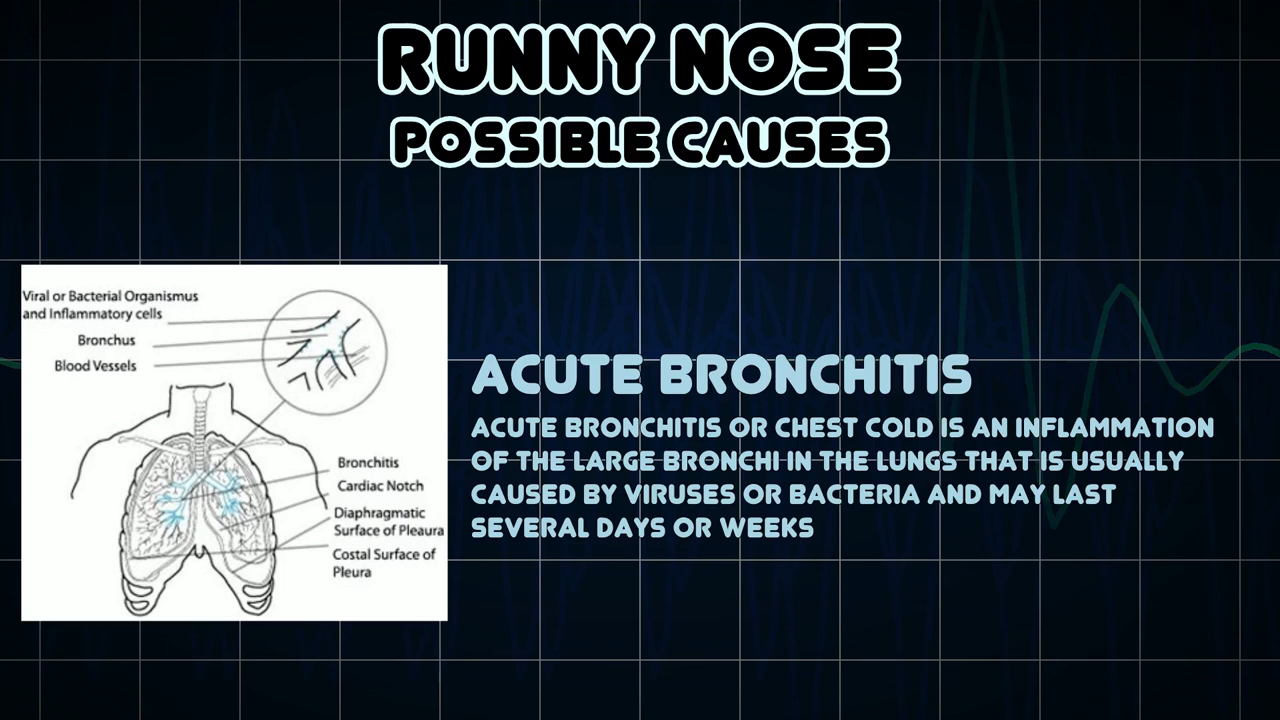 RUNNY NOSE
POSSIBLE CAUSES
Viral or Bacterial Organismus
and Inflammatory cells
Bronchus
Blood Vessels
Bronchitis
Cardiac Notch
Diaphragmatic
Surface of Pleaura
Costal Surface of
Pleura
ACUTE BRONCHITIS
ACUTE BRONCHITIS OR CHEST COLD IS AN INFLAMMATION
OF THE LARGE BRONCHI IN THE LUNGS THAT IS USUALLY
CAUSED BY VIRUSES OR BACTERIA AND MAY LAST
SEVERAL DAYS OR WEEKS